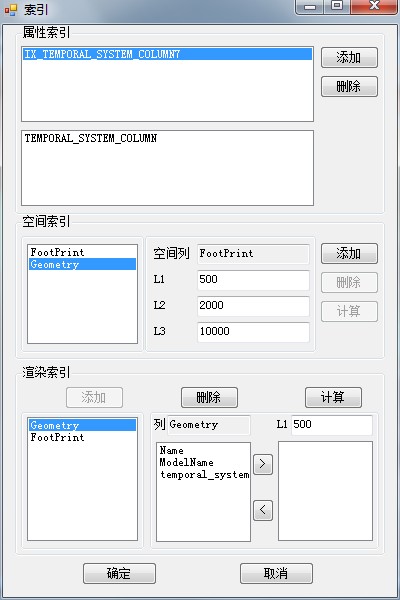 索引
属性索引
IX_TEMPORAL_SYSTEM_COLUMN7
添加
删除
TEMPORAL_SYSTEM_COLUMN
空间索引
FootPrint
Geometry
空间列 FootPrint
L1 500
L2 2000
L3 10000
添加
删除
计算
渲染索引
添加 删除 计算
Geometry
FootPrint
列 Geometry
L1 500
Name
ModelName
temporal_system
>
<
确定 取消